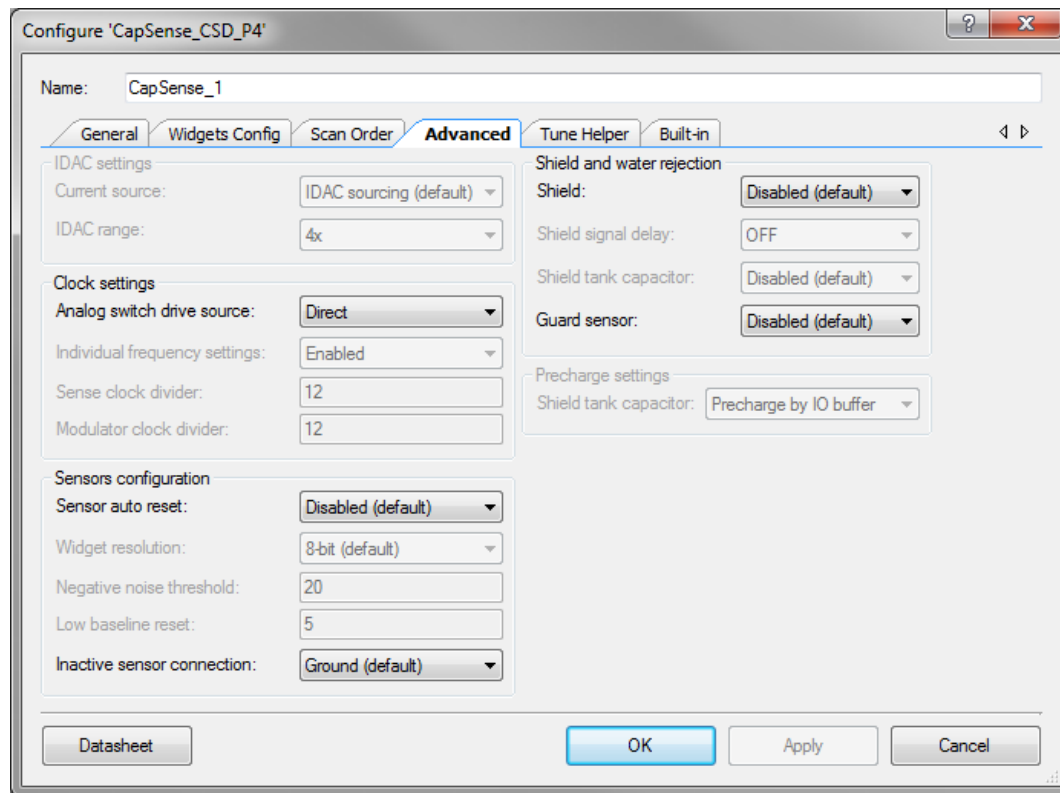 Configure 'CapSense_CSD_P4'
Name: CapSense_1
General Widgets Config Scan Order Advanced Tune Helper Built-in
IDAC settings
Current source: IDAC sourcing (default)
IDAC range: 4x
Clock settings
Analog switch drive source: Direct
Individual frequency settings: Enabled
Sense clock divider: 12
Modulator clock divider: 12
Sensors configuration
Sensor auto reset: Disabled (default)
Widget resolution: 8-bit (default)
Negative noise threshold: 20
Low baseline reset: 5
Inactive sensor connection: Ground (default)
Shield and water rejection
Shield: Disabled (default)
Shield signal delay: OFF
Shield tank capacitor: Disabled (default)
Guard sensor: Disabled (default)
Precharge settings
Shield tank capacitor: Precharge by IO buffer
Datasheet OK Apply Cancel